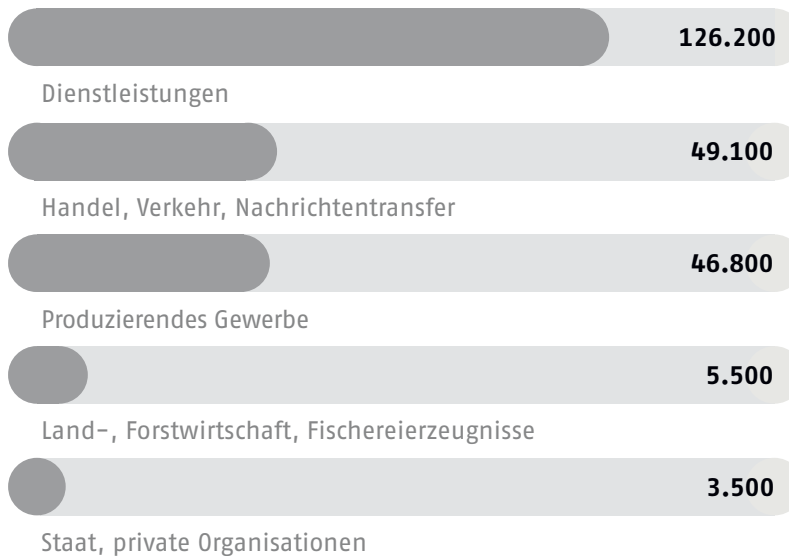 126.200
Dienstleistungen
49.100
Handel, Verkehr, Nachrichtentransfer
46.800
Produzierendes Gewerbe
5.500
Land-, Forstwirtschaft, Fischereierzeugnisse
3.500
Staat, private Organisationen